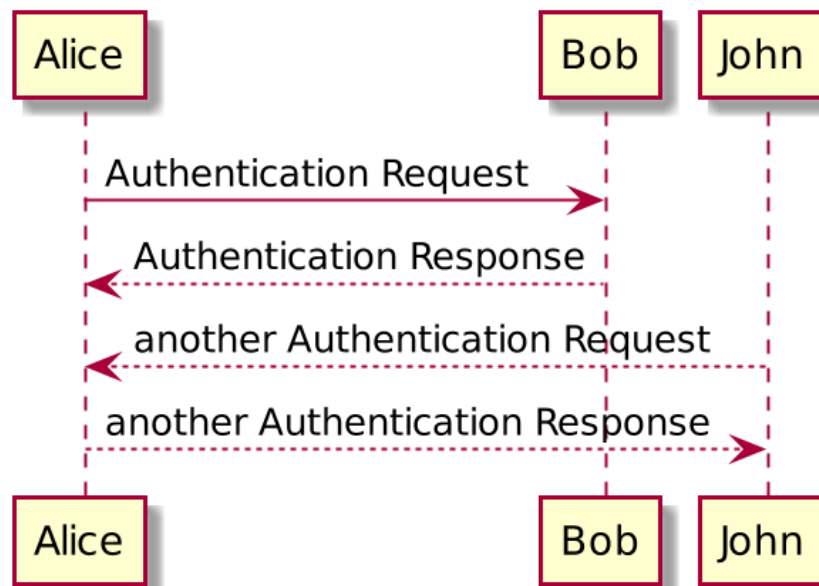 Alice
Bob
John
Authentication Request
Authentication Response
another Authentication Request
another Authentication Response
Alice
Bob
John